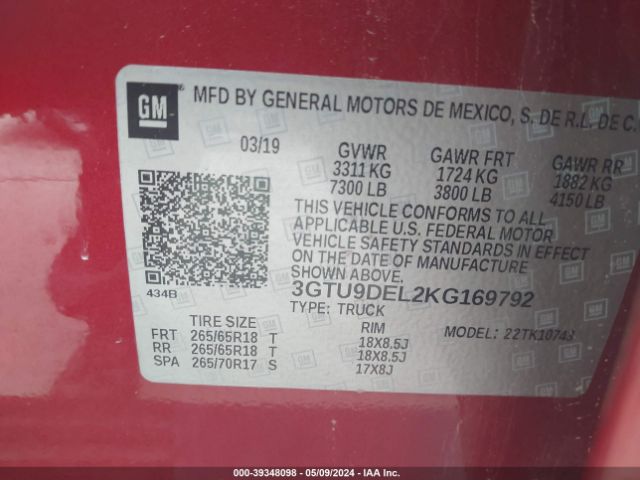 GM
MFD BY GENERAL MOTORS DE MEXICO, S. DE R.L. DE C.
03/19
GVWR GAWR FRT GAWR RR
3311 KG 1724 KG 1882 KG
7300 LB 3800 LB 4150 LB
THIS VEHICLE CONFORMS TO ALL
APPLICABLE U.S. FEDERAL MOTOR
VEHICLE SAFETY STANDARDS IN EFFECT
ON THE DATE OF MANUFACTURE
SHOWN ABOVE.
434B
3GTU9DEL2KG169792
TYPE: TRUCK
MODEL: 22TK10743
TIRE SIZE RIM
FRT 265/65R18 T 18X8.5J
RR 265/65R18 T 18X8.5J
SPA 265/70R17 S 17X8J
000-39348098 - 05/09/2024 - IAA Inc.